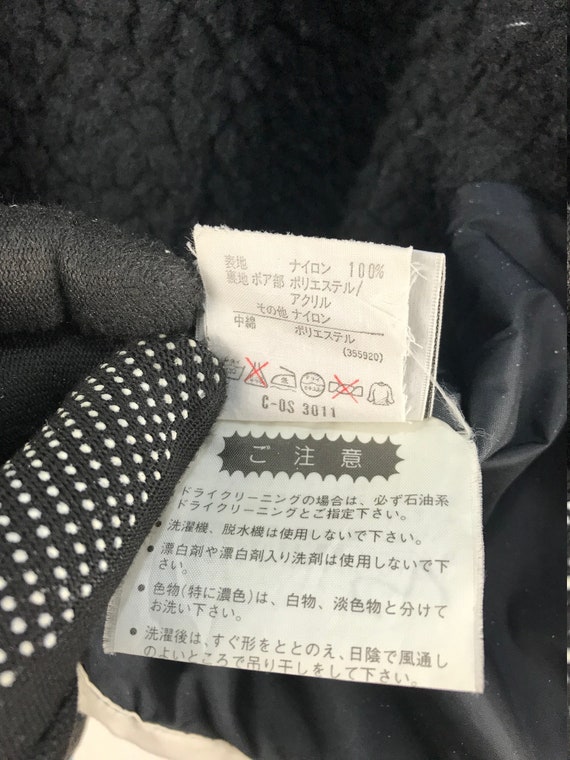 表地 ナイロン 100%
裏地 ボア部 ポリエステル/
アクリル
その他 ナイロン
中綿 ポリエステル
(355920)
C-OS 3011
ご注意
ドライクリーニングの場合は、必ず石油系
ドライクリーニングとご指定下さい。
• 洗濯機、脱水機は使用しないで下さい。
• 漂白剤や漂白剤入り洗剤は使用しないで下
さい。
• 色物(特に濃色)は、白物、淡色物と分けて
お洗い下さい。
• 洗濯後は、すぐ形をととのえ、日陰で風通し
のよいところで吊り干しをして下さい。